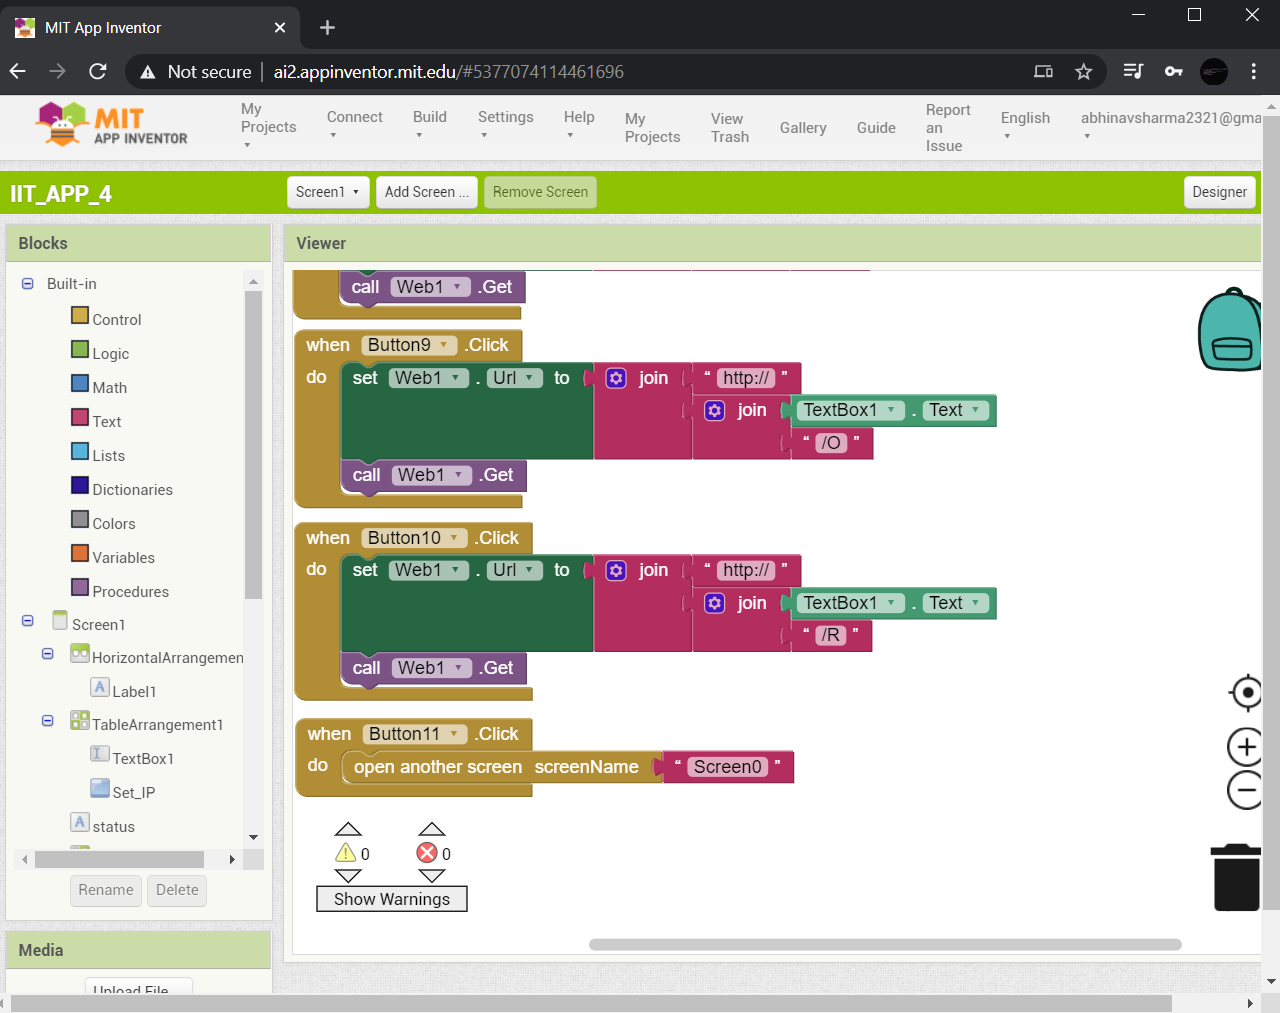 MIT App Inventor
Not secure ai2.appinventor.mit.edu/#5377074114461696
MIT APP INVENTOR
My Projects
Connect
Build
Settings
Help
My Projects
View Trash
Gallery
Guide
Report an Issue
English
abhinavsharma2321@gma
IIT_APP_4
Screen1
Add Screen ...
Remove Screen
Designer
Blocks
Built-in
Control
Logic
Math
Text
Lists
Dictionaries
Colors
Variables
Procedures
Screen1
HorizontalArrangemen
Label1
TableArrangement1
TextBox1
Set_IP
status
Rename
Delete
Media
Upload File
Viewer
call Web1 .Get
when Button9 .Click
do set Web1 . Url to join " http:// "
join TextBox1 . Text
" /O "
call Web1 .Get
when Button10 .Click
do set Web1 . Url to join " http:// "
join TextBox1 . Text
" /R "
call Web1 .Get
when Button11 .Click
do open another screen screenName " Screen0 "
0 0
Show Warnings